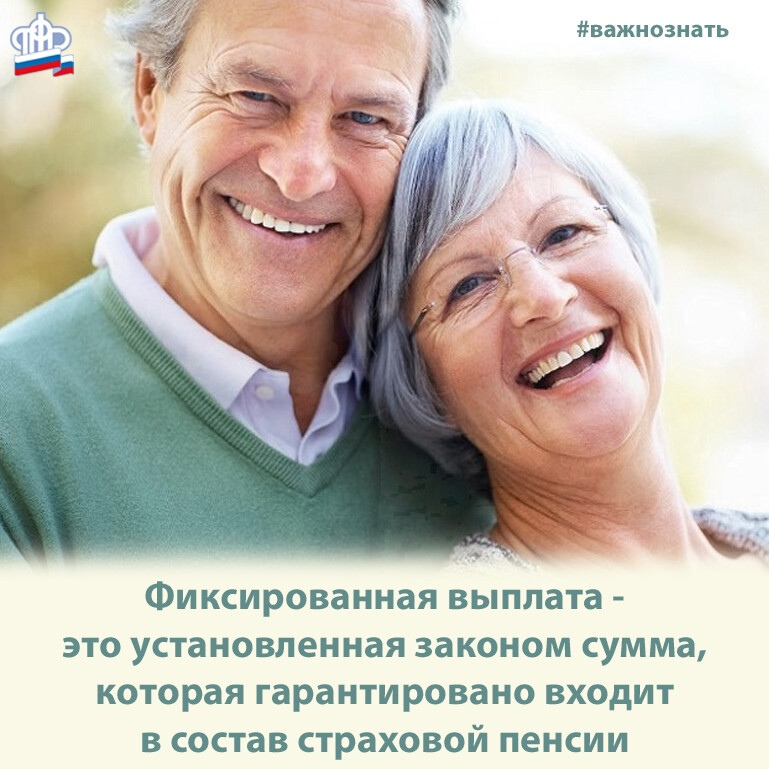 #важнознать
Фиксированная выплата -
это установленная законом сумма,
которая гарантировано входит
в состав страховой пенсии